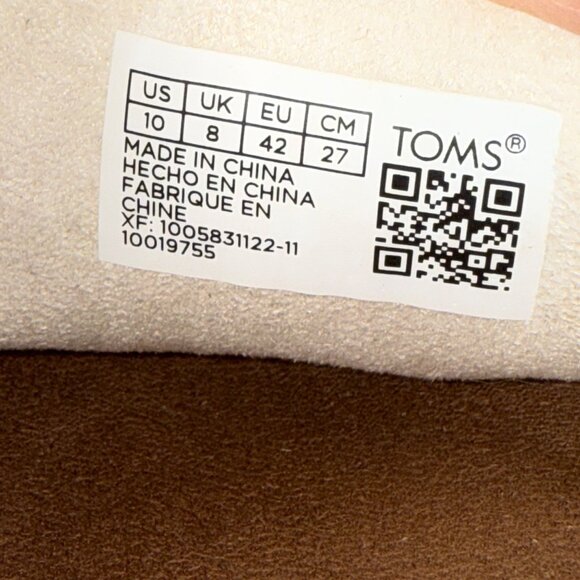 US UK EU CM
10 8 42 27
MADE IN CHINA
HECHO EN CHINA
FABRIQUE EN
CHINE
XF: 1005831122-11
10019755
TOMS®